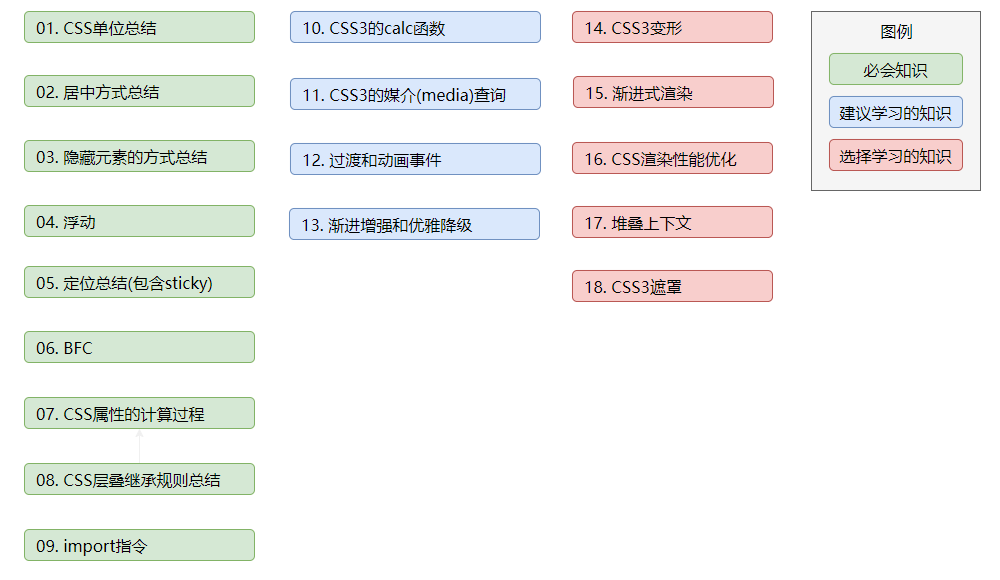 01. CSS单位总结
02. 居中方式总结
03. 隐藏元素的方式总结
04. 浮动
05. 定位总结(包含sticky)
06. BFC
07. CSS属性的计算过程
08. CSS层叠继承规则总结
09. import指令
10. CSS3的calc函数
11. CSS3的媒介(media)查询
12. 过渡和动画事件
13. 渐进增强和优雅降级
14. CSS3变形
15. 渐进式渲染
16. CSS渲染性能优化
17. 堆叠上下文
18. CSS3遮罩
图例
必会知识
建议学习的知识
选择学习的知识